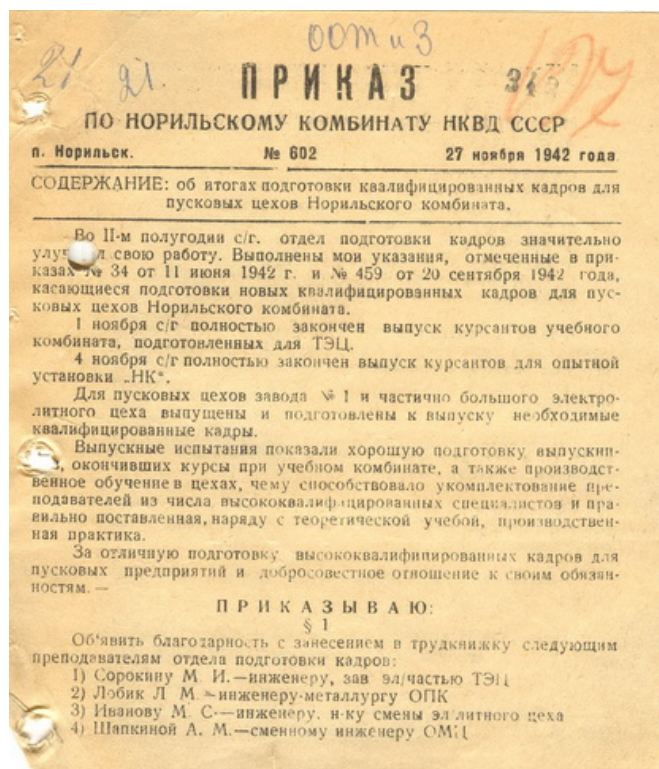 ООТ и З
21 21.
ПРИКАЗ
ПО НОРИЛЬСКОМУ КОМБИНАТУ НКВД СССР
п. Норильск. № 602 27 ноября 1942 года
СОДЕРЖАНИЕ: об итогах подготовки квалифицированных кадров для
пусковых цехов Норильского комбината.
Во II-м полугодии с/г. отдел подготовки кадров значительно
свою работу. Выполнены мои указания, отмеченные в при-
казах № 34 от 11 июня 1942 г. и № 459 от 20 сентября 1942 года,
касающиеся подготовки новых квалифицированных кадров для пус-
ковых цехов Норильского комбината.
1 ноября с/г полностью закончен выпуск курсантов учебного
комбината, подготовленных для ТЭЦ.
4 ноября с/г полностью закончен выпуск курсантов для опытной
установки „НК“.
Для пусковых цехов завода № 1 и частично большого электро-
литного цеха выпущены и подготовлены к выпуску необходимые
квалифицированные кадры.
Выпускные испытания показали хорошую подготовку выпускни-
окончивших курсы при учебном комбинате, а также производст-
венное обучение в цехах, чему способствовало укомплектование пре-
подавателей из числа высококвалифицированных специалистов и пра-
вильно поставленная, наряду с теоретической учебой, производствен-
ная практика.
За отличную подготовку высококвалифицированных кадров для
пусковых предприятий и добросовестное отношение к своим обязан-
ностям.—
ПРИКАЗЫВАЮ:
§ 1
Об'явить благодарность с занесением в трудкнижку следующим
преподавателям отдела подготовки кадров:
1) Сорокину М. И.—инженеру, зав эл/частью ТЭЦ
2) Лобик Л М.—инженеру-металлургу ОПК
3) Иванову М. С.—инженеру. н-ку смены эл литного цеха
4) Шапкиной А. М.—сменному инженеру ОМЦ